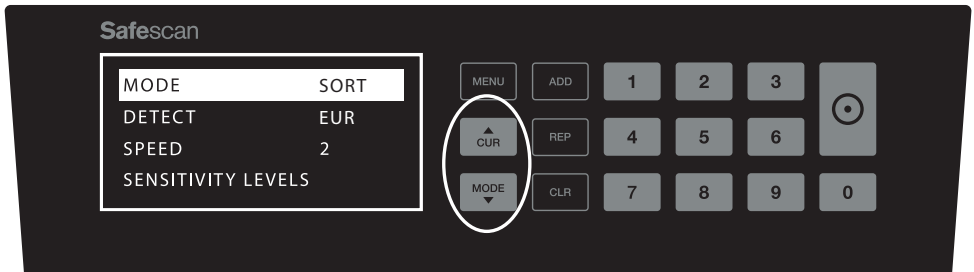 Safescan
MODE SORT
DETECT EUR
SPEED 2
SENSITIVITY LEVELS
MENU ADD 1 2 3
CUR REP 4 5 6
MODE CLR 7 8 9 0